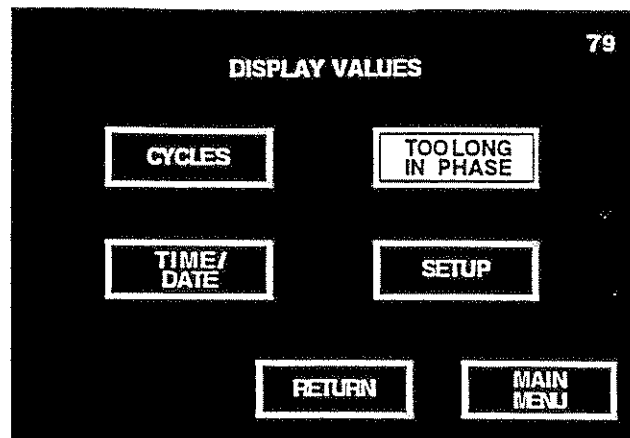 79
DISPLAY VALUES
CYCLES
TOO LONG
IN PHASE
TIME/
DATE
SETUP
RETURN
MAIN
MENU